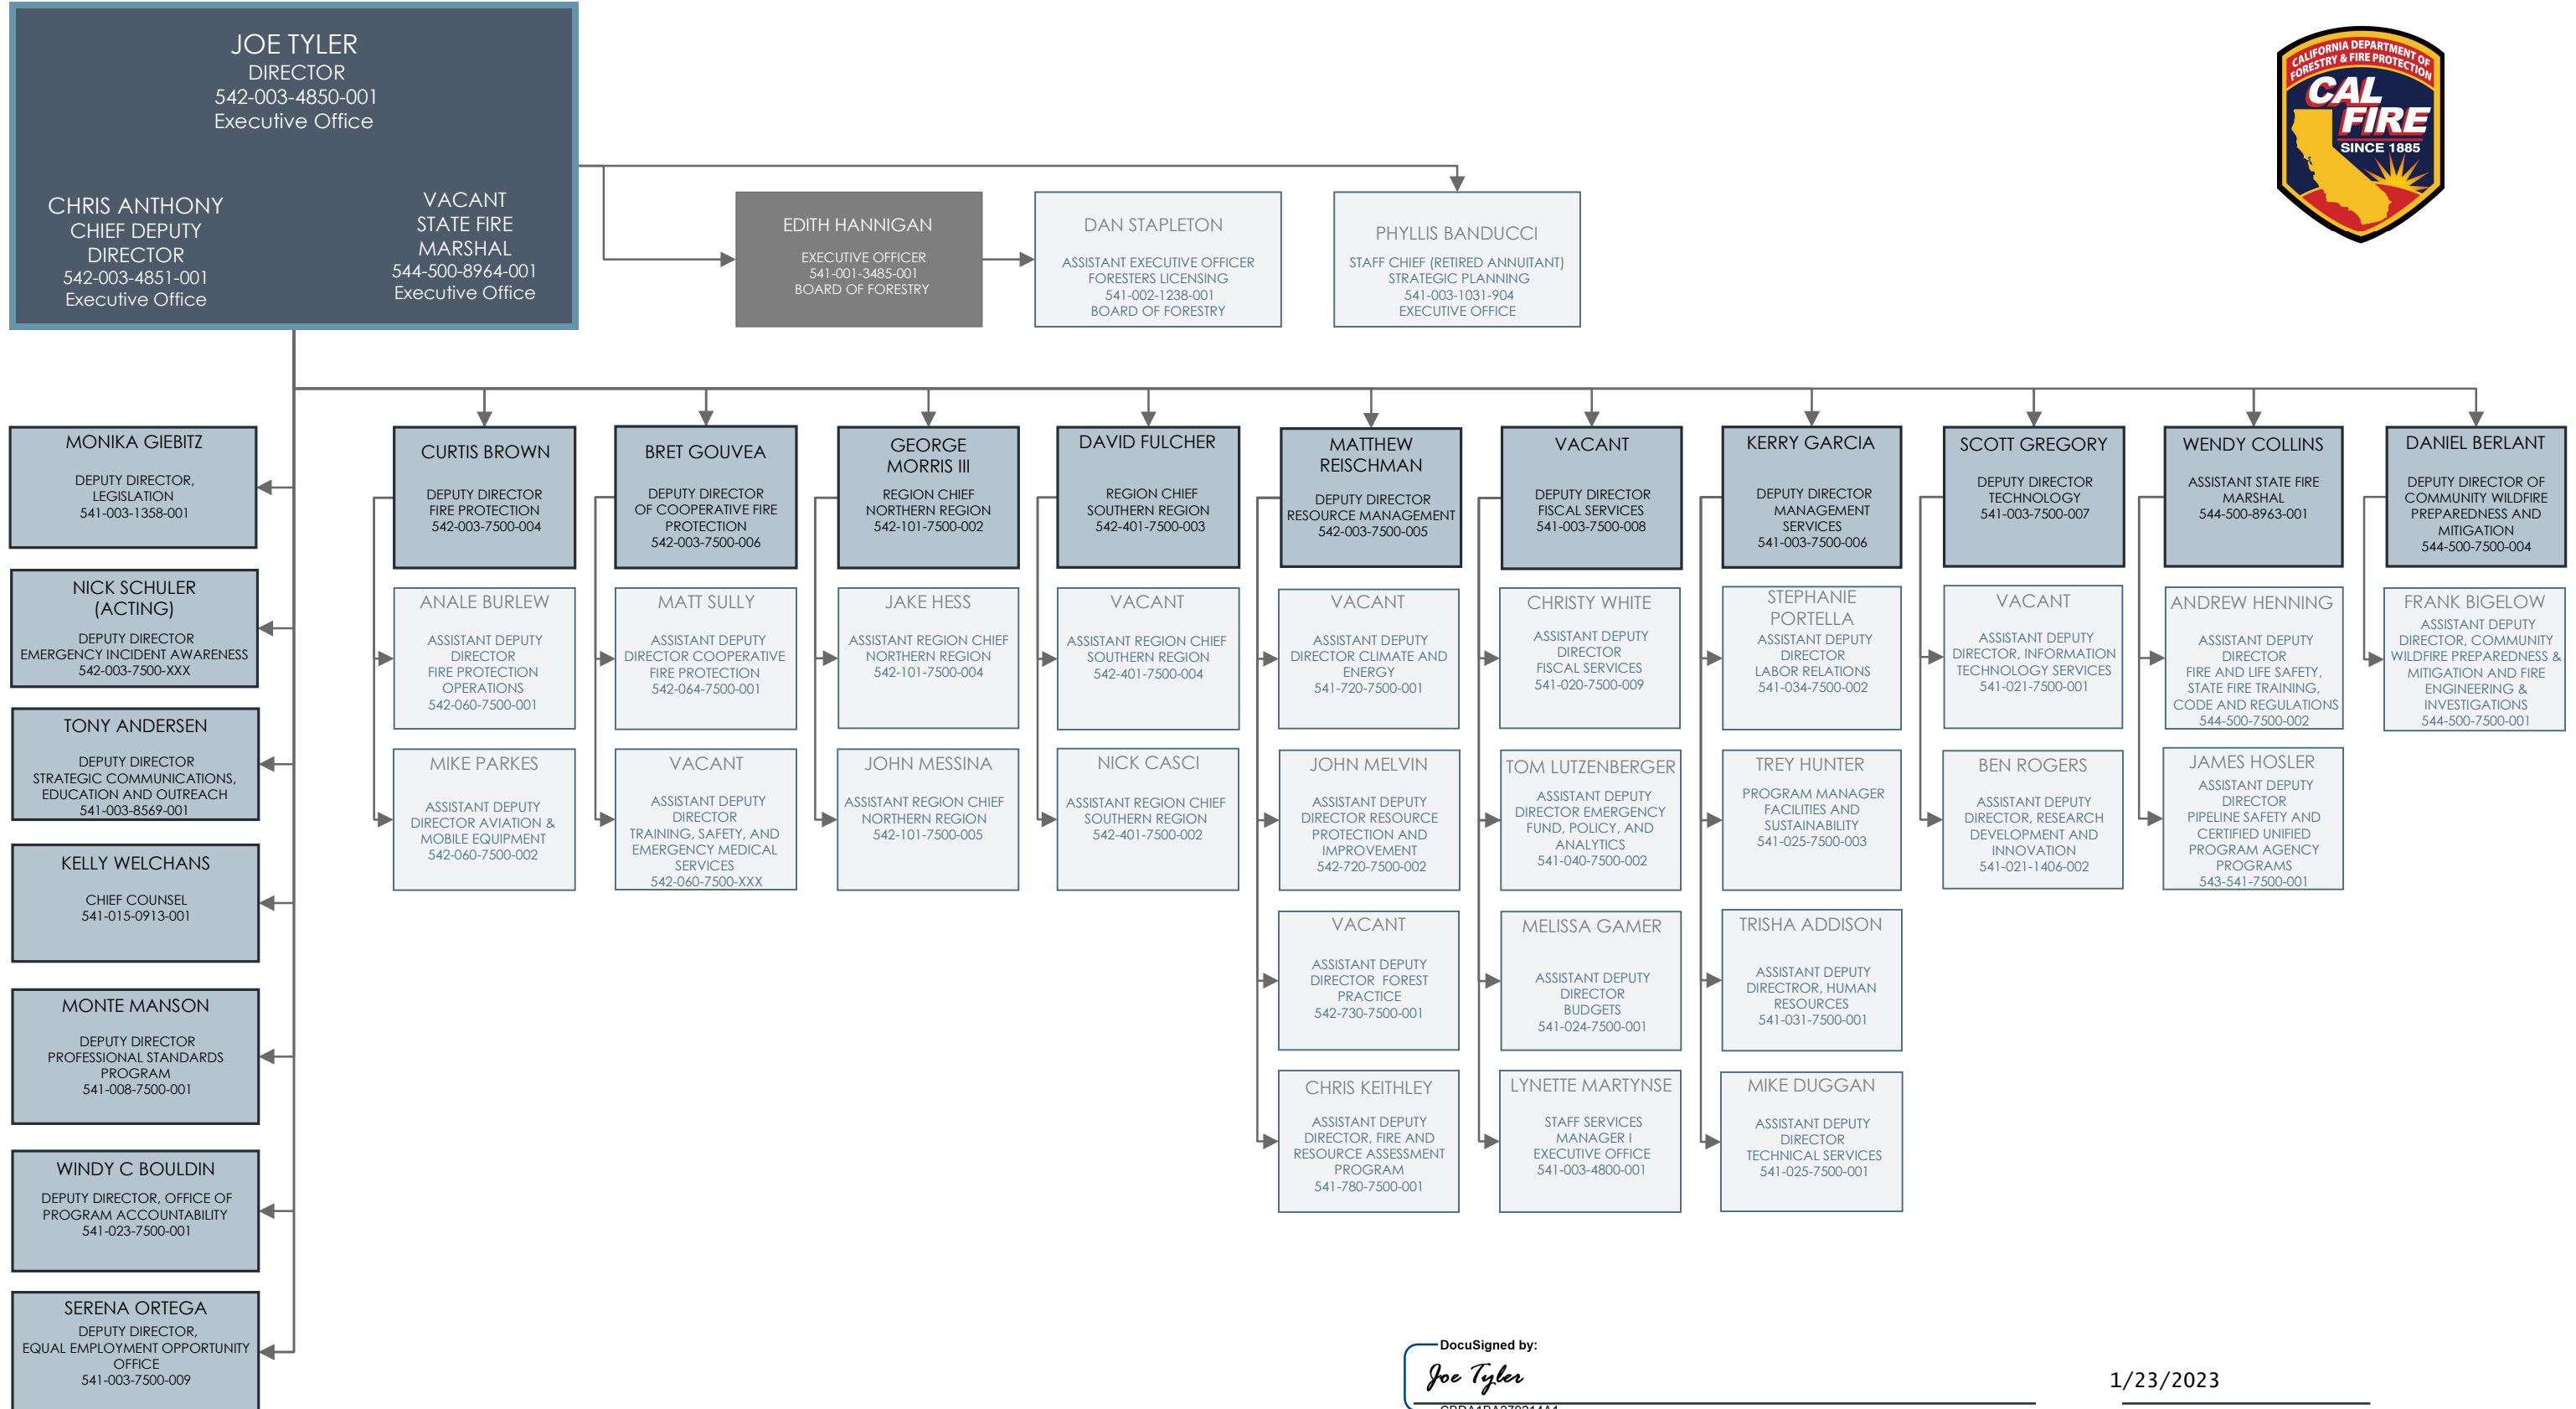 JOE TYLER
DIRECTOR
542-003-4850-001
Executive Office
CHRIS ANTHONY
CHIEF DEPUTY
DIRECTOR
542-003-4851-001
Executive Office
VACANT
STATE FIRE
MARSHAL
544-500-8964-001
Executive Office
EDITH HANNIGAN
EXECUTIVE OFFICER
541-001-3485-001
BOARD OF FORESTRY
DAN STAPLETON
ASSISTANT EXECUTIVE OFFICER
FORESTERS LICENSING
541-002-1238-001
BOARD OF FORESTRY
PHYLLIS BANDUCCI
STAFF CHIEF (RETIRED ANNUITANT)
STRATEGIC PLANNING
541-003-1031-904
EXECUTIVE OFFICE
CALIFORNIA DEPARTMENT OF
FORESTRY & FIRE PROTECTION
CAL
FIRE
SINCE 1885
MONIKA GIEBITZ
DEPUTY DIRECTOR,
LEGISLATION
541-003-1358-001
NICK SCHULER
(ACTING)
DEPUTY DIRECTOR
EMERGENCY INCIDENT AWARENESS
542-003-7500-XXX
TONY ANDERSEN
DEPUTY DIRECTOR
STRATEGIC COMMUNICATIONS,
EDUCATION AND OUTREACH
541-003-8569-001
KELLY WELCHANS
CHIEF COUNSEL
541-015-0913-001
MONTE MANSON
DEPUTY DIRECTOR
PROFESSIONAL STANDARDS
PROGRAM
541-008-7500-001
WINDY C BOULDIN
DEPUTY DIRECTOR, OFFICE OF
PROGRAM ACCOUNTABILITY
541-023-7500-001
SERENA ORTEGA
DEPUTY DIRECTOR,
EQUAL EMPLOYMENT OPPORTUNITY
OFFICE
541-003-7500-009
CURTIS BROWN
DEPUTY DIRECTOR
FIRE PROTECTION
542-003-7500-004
ANALE BURLEW
ASSISTANT DEPUTY
DIRECTOR
FIRE PROTECTION
OPERATIONS
542-060-7500-001
MIKE PARKES
ASSISTANT DEPUTY
DIRECTOR AVIATION &
MOBILE EQUIPMENT
542-060-7500-002
BRET GOUVEA
DEPUTY DIRECTOR
OF COOPERATIVE FIRE
PROTECTION
542-003-7500-006
MATT SULLY
ASSISTANT DEPUTY
DIRECTOR COOPERATIVE
FIRE PROTECTION
542-064-7500-001
VACANT
ASSISTANT DEPUTY
DIRECTOR
TRAINING, SAFETY, AND
EMERGENCY MEDICAL
SERVICES
542-060-7500-XXX
GEORGE
MORRIS III
REGION CHIEF
NORTHERN REGION
542-101-7500-002
JAKE HESS
ASSISTANT REGION CHIEF
NORTHERN REGION
542-101-7500-004
JOHN MESSINA
ASSISTANT REGION CHIEF
NORTHERN REGION
542-101-7500-005
DAVID FULCHER
REGION CHIEF
SOUTHERN REGION
542-401-7500-003
VACANT
ASSISTANT REGION CHIEF
SOUTHERN REGION
542-401-7500-004
NICK CASCI
ASSISTANT REGION CHIEF
SOUTHERN REGION
542-401-7500-002
MATTHEW
REISCHMAN
DEPUTY DIRECTOR
RESOURCE MANAGEMENT
542-003-7500-005
VACANT
ASSISTANT DEPUTY
DIRECTOR CLIMATE AND
ENERGY
541-720-7500-001
JOHN MELVIN
ASSISTANT DEPUTY
DIRECTOR RESOURCE
PROTECTION AND
IMPROVEMENT
542-720-7500-002
VACANT
ASSISTANT DEPUTY
DIRECTOR FOREST
PRACTICE
542-730-7500-001
CHRIS KEITHLEY
ASSISTANT DEPUTY
DIRECTOR, FIRE AND
RESOURCE ASSESSMENT
PROGRAM
541-780-7500-001
VACANT
DEPUTY DIRECTOR
FISCAL SERVICES
541-003-7500-008
CHRISTY WHITE
ASSISTANT DEPUTY
DIRECTOR
FISCAL SERVICES
541-020-7500-009
TOM LUTZENBERGER
ASSISTANT DEPUTY
DIRECTOR EMERGENCY
FUND, POLICY, AND
ANALYTICS
541-040-7500-002
MELISSA GAMER
ASSISTANT DEPUTY
DIRECTOR
BUDGETS
541-024-7500-001
LYNETTE MARTYNSE
STAFF SERVICES
MANAGER I
EXECUTIVE OFFICE
541-003-4800-001
KERRY GARCIA
DEPUTY DIRECTOR
MANAGEMENT
SERVICES
541-003-7500-006
STEPHANIE
PORTELLA
ASSISTANT DEPUTY
DIRECTOR
LABOR RELATIONS
541-034-7500-002
TREY HUNTER
PROGRAM MANAGER
FACILITIES AND
SUSTAINABILITY
541-025-7500-003
TRISHA ADDISON
ASSISTANT DEPUTY
DIRECTROR, HUMAN
RESOURCES
541-031-7500-001
MIKE DUGGAN
ASSISTANT DEPUTY
DIRECTOR
TECHNICAL SERVICES
541-025-7500-001
SCOTT GREGORY
DEPUTY DIRECTOR
TECHNOLOGY
541-003-7500-007
VACANT
ASSISTANT DEPUTY
DIRECTOR, INFORMATION
TECHNOLOGY SERVICES
541-021-7500-001
BEN ROGERS
ASSISTANT DEPUTY
DIRECTOR, RESEARCH
DEVELOPMENT AND
INNOVATION
541-021-1406-002
WENDY COLLINS
ASSISTANT STATE FIRE
MARSHAL
544-500-8963-001
ANDREW HENNING
ASSISTANT DEPUTY
DIRECTOR
FIRE AND LIFE SAFETY,
STATE FIRE TRAINING,
CODE AND REGULATIONS
544-500-7500-002
JAMES HOSLER
ASSISTANT DEPUTY
DIRECTOR
PIPELINE SAFETY AND
CERTIFIED UNIFIED
PROGRAM AGENCY
PROGRAMS
543-541-7500-001
DANIEL BERLANT
DEPUTY DIRECTOR OF
COMMUNITY WILDFIRE
PREPAREDNESS AND
MITIGATION
544-500-7500-004
FRANK BIGELOW
ASSISTANT DEPUTY
DIRECTOR, COMMUNITY
WILDFIRE PREPAREDNESS &
MITIGATION AND FIRE
ENGINEERING &
INVESTIGATIONS
544-500-7500-001
DocuSigned by:
Joe Tyler
1/23/2023